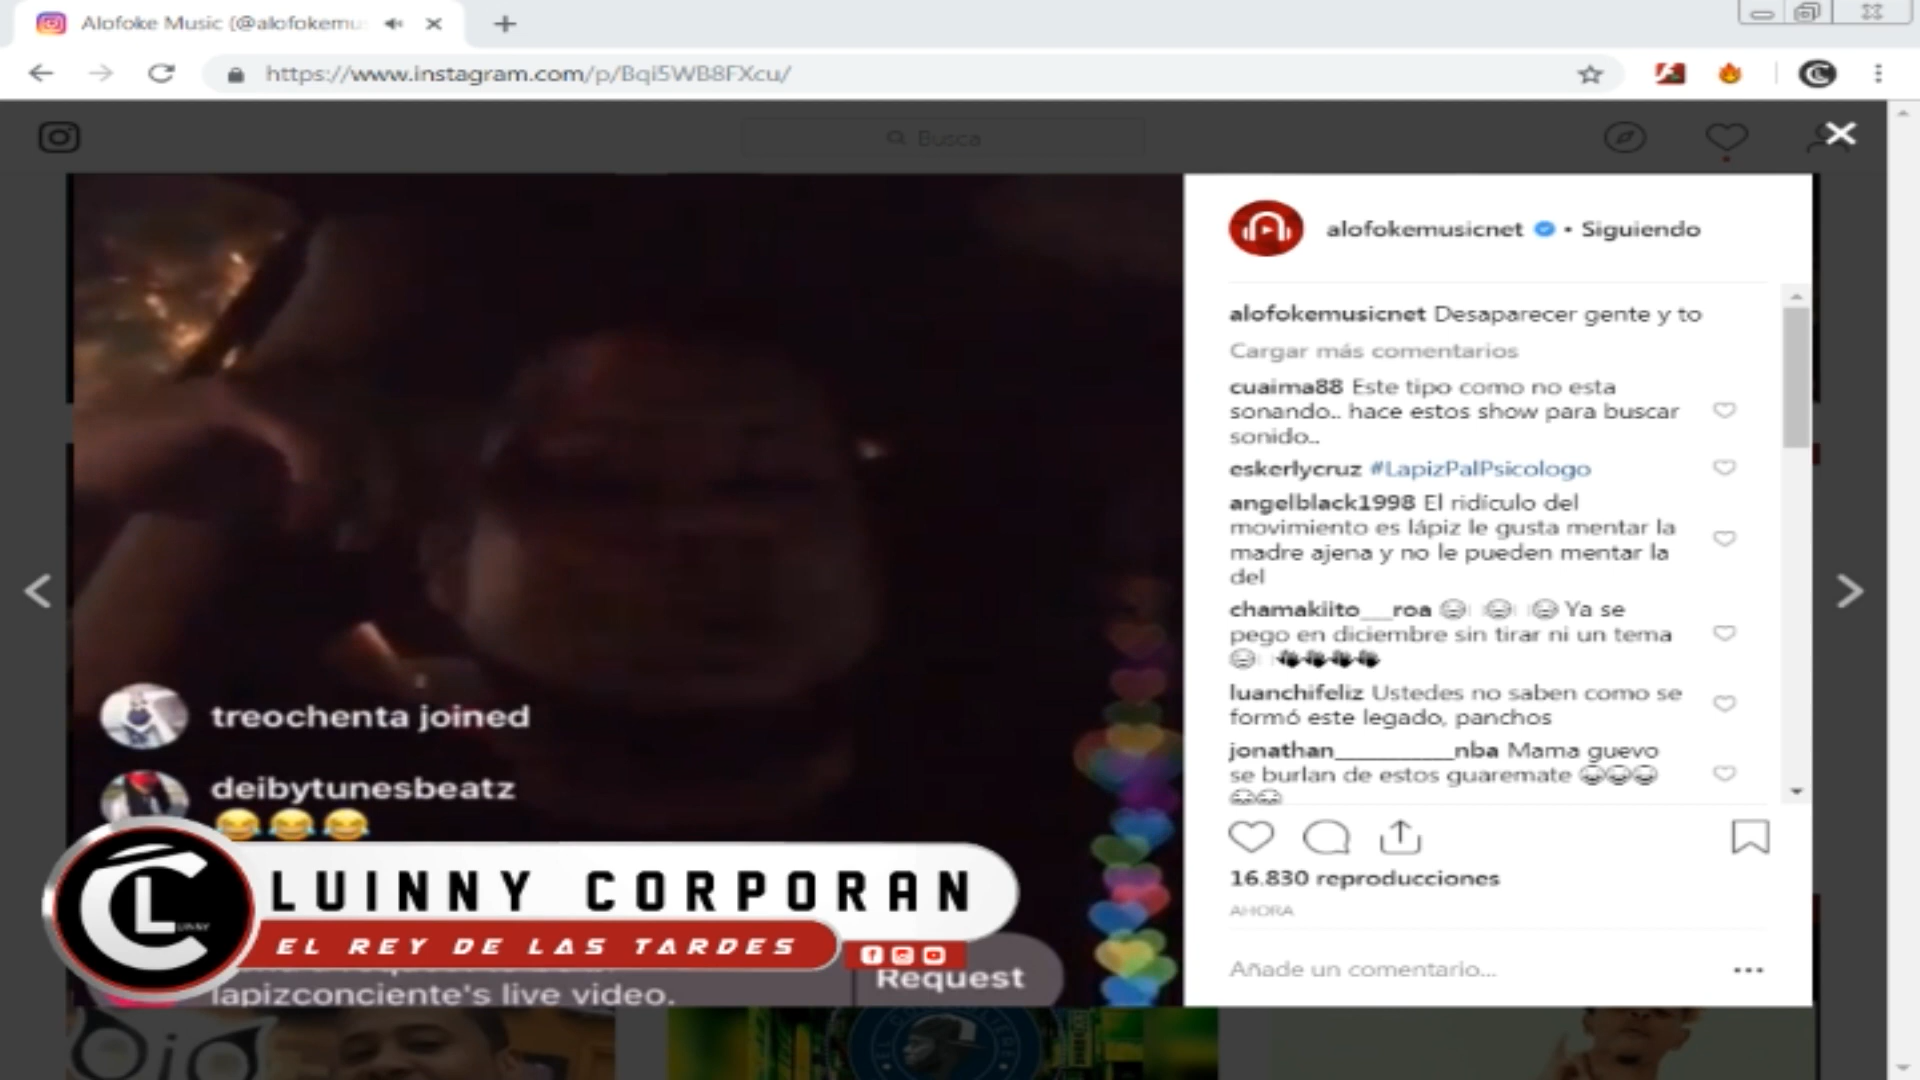 Alofoke Music (@alofokemu
https://www.instagram.com/p/Bqi5WB8FXcu/
Busca
alofokemusicnet • Siguiendo
alofokemusicnet Desaparecer gente y to
Cargar más comentarios
cuaima88 Este tipo como no esta
sonando.. hace estos show para buscar
sonido..
eskerlycruz #LapizPalPsicologo
angelblack1998 El ridículo del
movimiento es lápiz le gusta mentar la
madre ajena y no le pueden mentar la
del
chamakiito___roa 😂 😂 😂 Ya se
pego en diciembre sin tirar ni un tema
luanchifeliz Ustedes no saben como se
formó este legado, panchos
jonathan__________nba Mama guevo
se burlan de estos guaremate 😂😂😂
😂😂
16.830 reproducciones
AHORA
Añade un comentario...
treochenta joined
deibytunesbeatz
😂😂😂
LUINNY CORPORAN
EL REY DE LAS TARDES
Request
lapizconciente's live video.